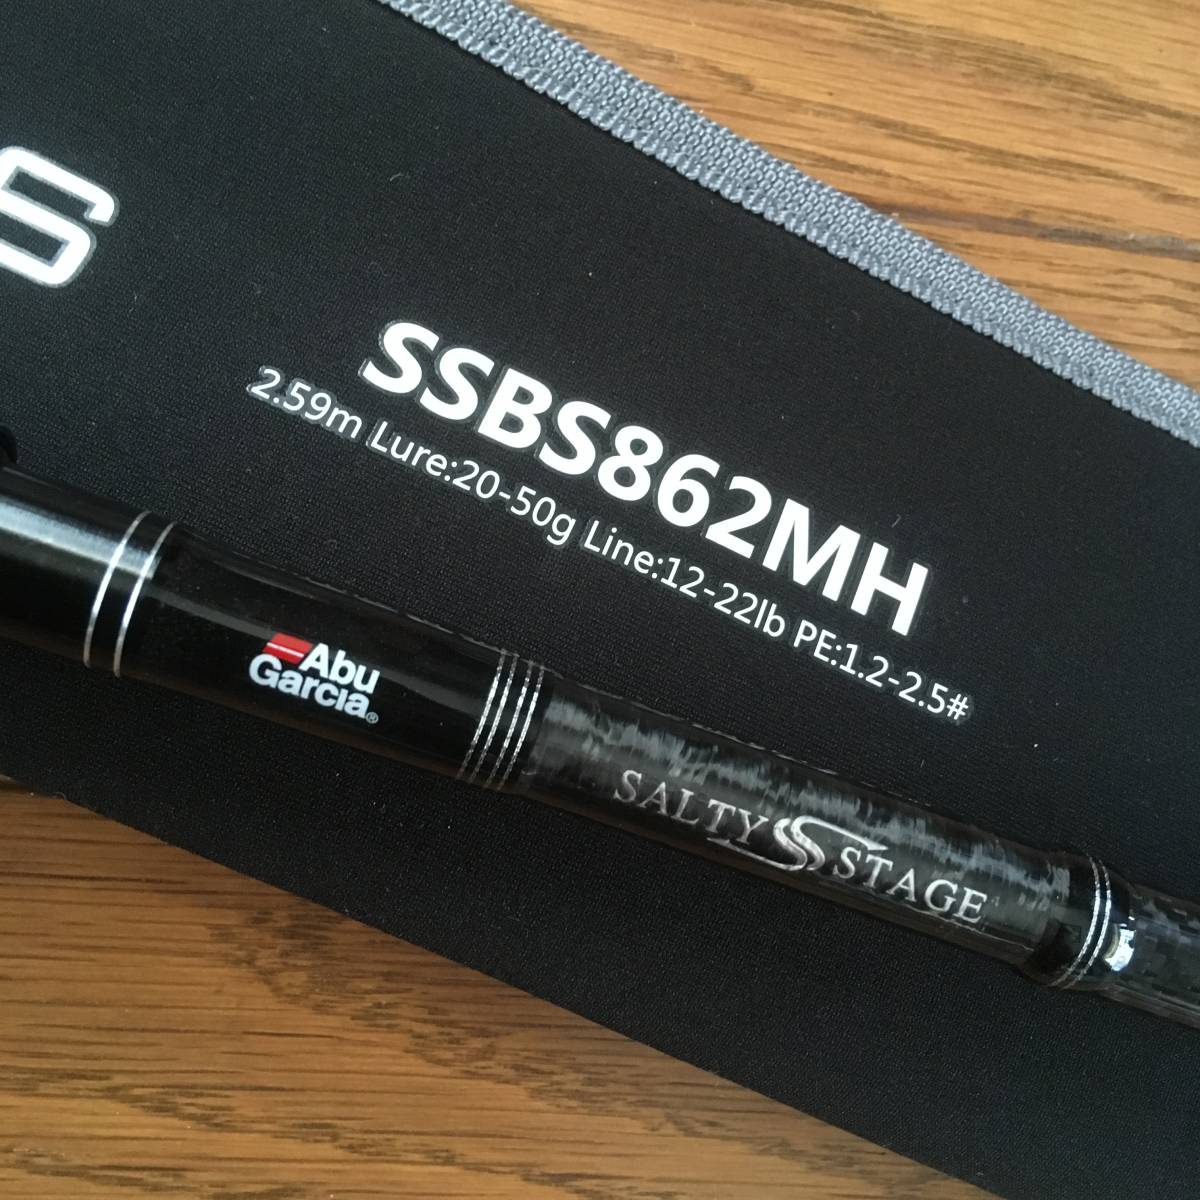 S
SSBS862MH
2.59m Lure:20-50g Line:12-22lb PE:1.2-2.5#
Abu
Garcia®
SALTY STAGE